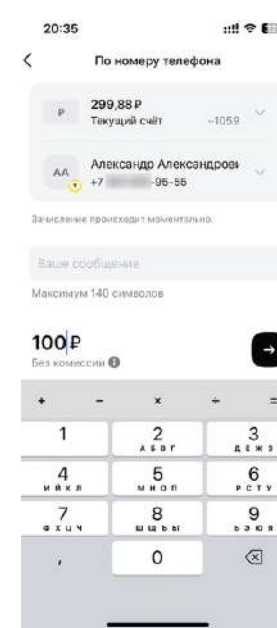 20:35
По номеру телефона
₽
299,88 ₽
Текущий счёт
··1059
АА
Александр Александрови
+7 -95-55
Зачисление происходит моментально.
Ваше сообщение
Максимум 140 символов
100 ₽
Без комиссии
+ - × ÷ =
1 2 3
АБВГ ДЕЖЗ
4 5 6
ИЙКЛ МНОП РСТУ
7 8 9
ФХЦЧ ШЩЪЫ ЬЭЮЯ
, 0